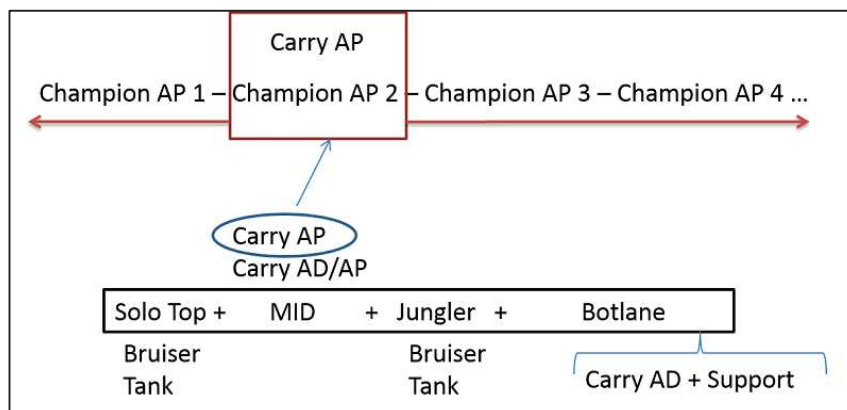 Carry AP
Champion AP 1 – Champion AP 2 – Champion AP 3 – Champion AP 4 ...
Carry AP
Carry AD/AP
Solo Top + MID + Jungler + Botlane
Bruiser Bruiser
Tank Tank
Carry AD + Support